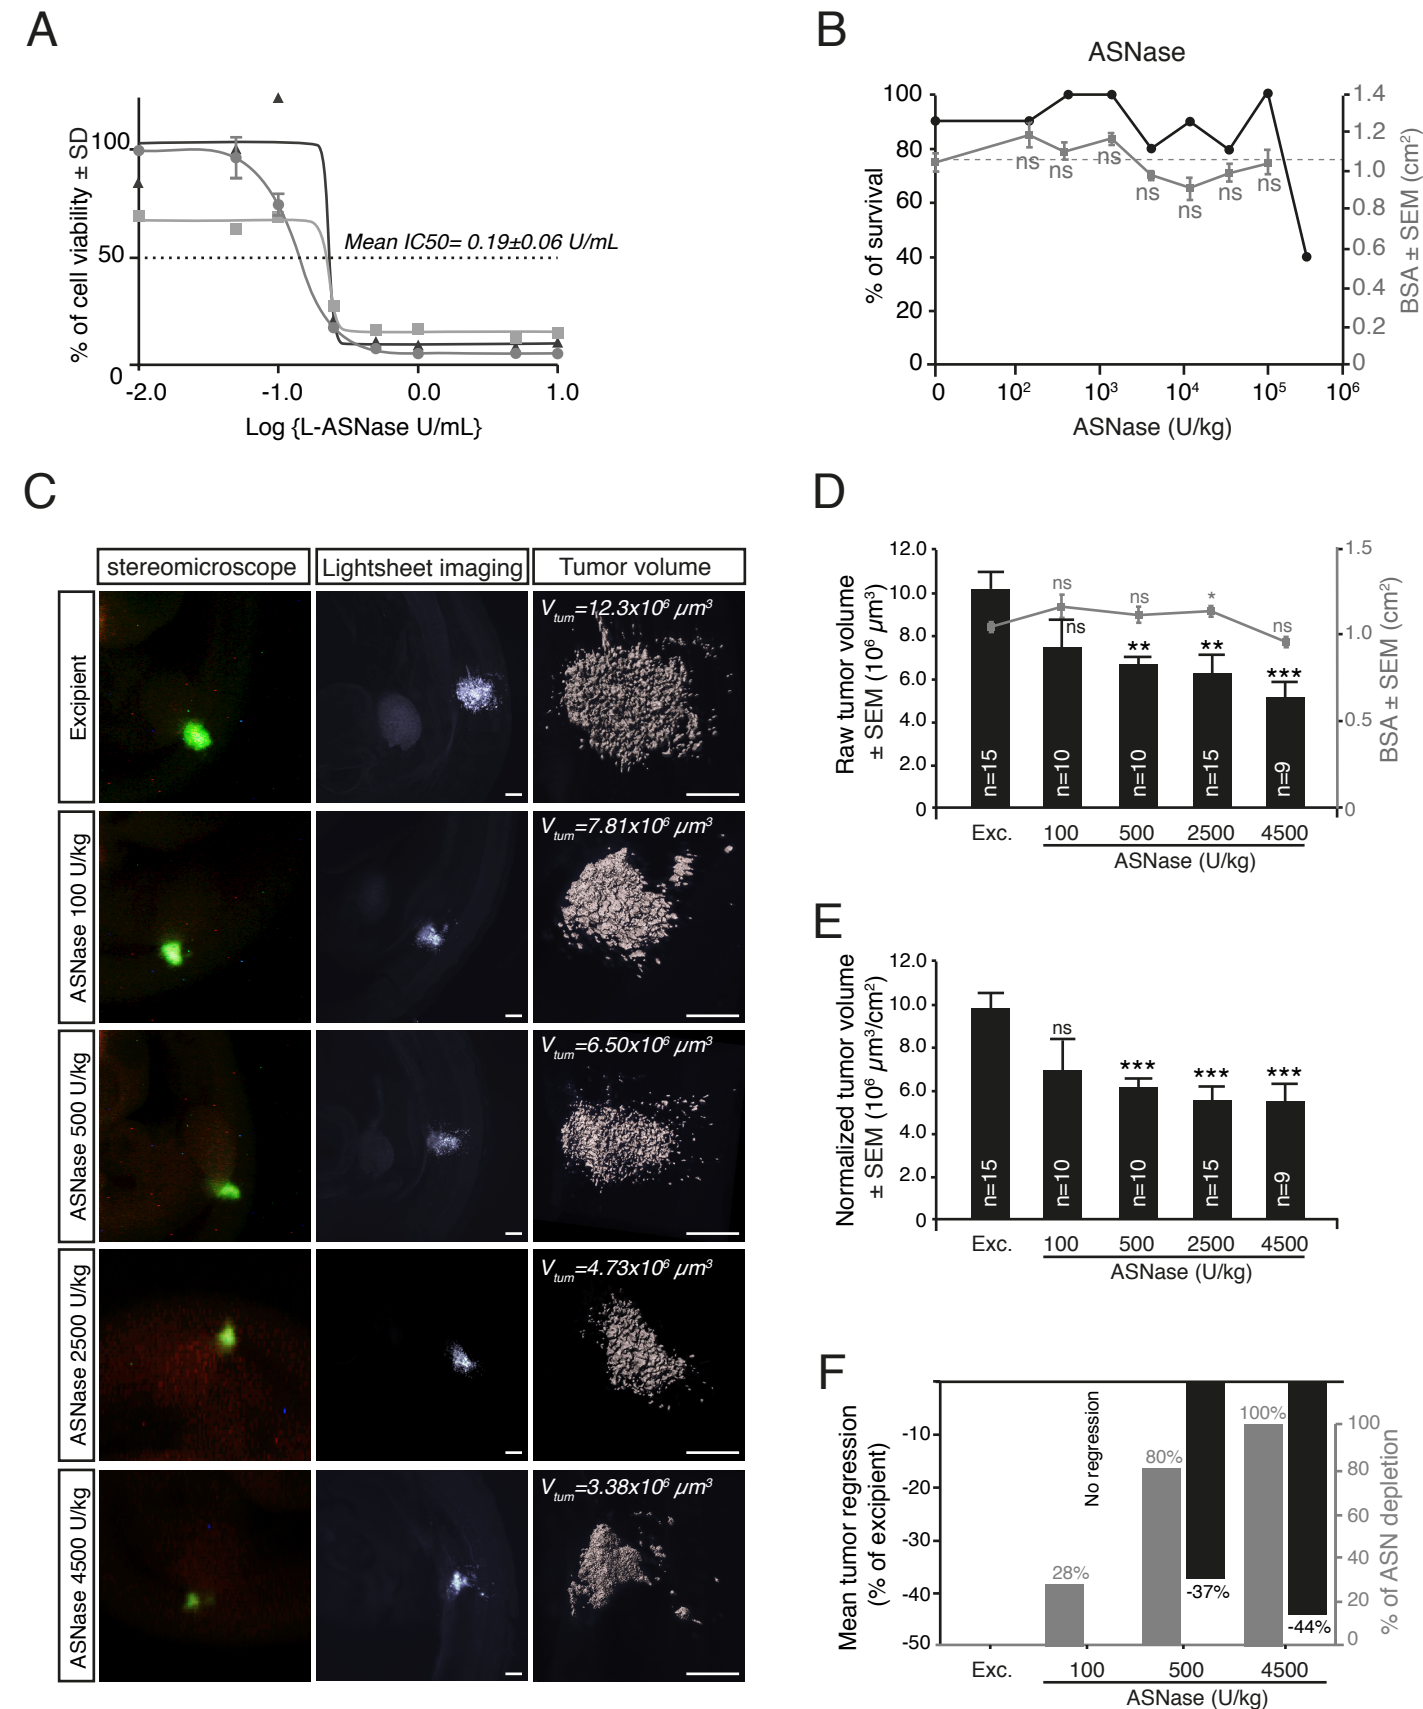 A
% of cell viability ± SD
100
50
0
Mean IC50= 0.19±0.06 U/mL
-2.0 -1.0 0.0 1.0
Log {L-ASNase U/mL}
B
ASNase
% of survival
100
80
60
40
20
0
ns ns ns ns ns ns ns
1.4
1.2
1.0
0.8
0.6
0.4
0.2
0
BSA ± SEM (cm²)
0 10² 10³ 10⁴ 10⁵ 10⁶
ASNase (U/kg)
C
stereomicroscope Lightsheet imaging Tumor volume
Excipient
Vtum=12.3x10⁶ µm³
ASNase 100 U/kg
Vtum=7.81x10⁶ µm³
ASNase 500 U/kg
Vtum=6.50x10⁶ µm³
ASNase 2500 U/kg
Vtum=4.73x10⁶ µm³
ASNase 4500 U/kg
Vtum=3.38x10⁶ µm³
D
Raw tumor volume
± SEM (10⁶ µm³)
12.0
10.0
8.0
6.0
4.0
2.0
0
ns ns * ns
ns ** ** ***
n=15 n=10 n=10 n=15 n=9
1.5
1.0
0.5
0
BSA ± SEM (cm²)
Exc. 100 500 2500 4500
ASNase (U/kg)
E
Normalized tumor volume
± SEM (10⁶ µm³/cm²)
12.0
10.0
8.0
6.0
4.0
2.0
0
ns *** *** ***
n=15 n=10 n=10 n=15 n=9
Exc. 100 500 2500 4500
ASNase (U/kg)
F
Mean tumor regression
(% of excipient)
-10
-20
-30
-40
-50
28%
No regression
80%
-37%
100%
-44%
100
80
60
40
20
0
% of ASN depletion
Exc. 100 500 4500
ASNase (U/kg)